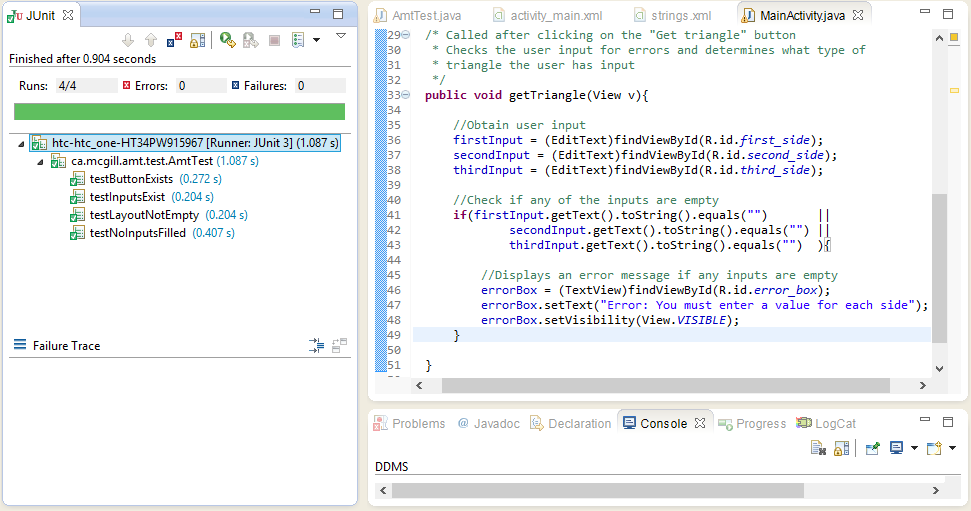 JUnit
Finished after 0.904 seconds
Runs: 4/4 Errors: 0 Failures: 0
htc-htc_one-HT34PW915967 [Runner: JUnit 3] (1.087 s)
ca.mcgill.amt.test.AmtTest (1.087 s)
testButtonExists (0.272 s)
testInputsExist (0.204 s)
testLayoutNotEmpty (0.204 s)
testNoInputsFilled (0.407 s)
Failure Trace
AmtTest.java activity_main.xml strings.xml MainActivity.java
29 /* Called after clicking on the "Get triangle" button
30 * Checks the user input for errors and determines what type of
31 * triangle the user has input
32 */
33 public void getTriangle(View v){
34
35 //Obtain user input
36 firstInput = (EditText)findViewById(R.id.first_side);
37 secondInput = (EditText)findViewById(R.id.second_side);
38 thirdInput = (EditText)findViewById(R.id.third_side);
39
40 //Check if any of the inputs are empty
41 if(firstInput.getText().toString().equals("") ||
42 secondInput.getText().toString().equals("") ||
43 thirdInput.getText().toString().equals("") ){
44
45 //Displays an error message if any inputs are empty
46 errorBox = (TextView)findViewById(R.id.error_box);
47 errorBox.setText("Error: You must enter a value for each side");
48 errorBox.setVisibility(View.VISIBLE);
49 }
50
51 }
Problems @ Javadoc Declaration Console Progress LogCat
DDMS